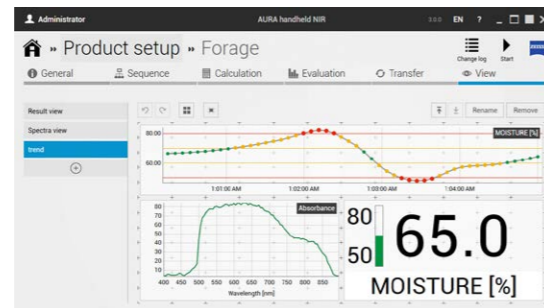 Administrator
AURA handheld NIR
EN ?
» Product setup » Forage
Change log Start
General Sequence Calculation Evaluation Transfer View
Result view
Spectra view
trend
Rename Remove
MOISTURE [%]
80.00
60.00
1:01:00 AM 1:02:00 AM 1:03:00 AM 1:04:00 AM
Absorbance
80
70
60
50
40
30
20
10
400 450 500 550 600 650 700 750 800 850
Wavelength [nm]
80
50
65.0
MOISTURE [%]